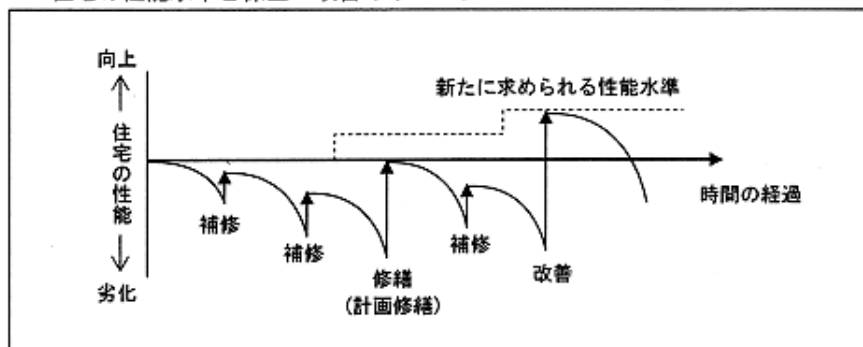 向上
住宅の性能
劣化
新たに求められる性能水準
時間の経過
補修
補修
修繕
(計画修繕)
補修
改善